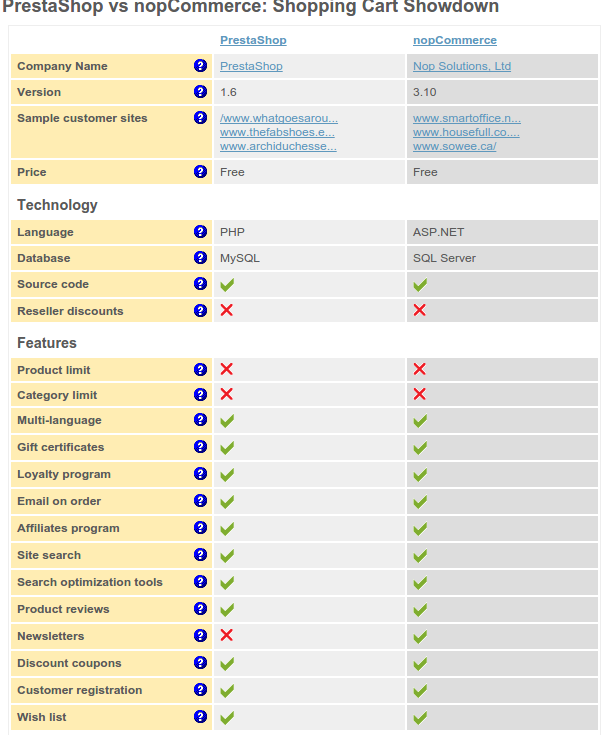 PrestaShop vs nopCommerce: Shopping Cart Showdown
PrestaShop nopCommerce
Company Name ? PrestaShop Nop Solutions, Ltd
Version ? 1.6 3.10
Sample customer sites ? /www.whatgoesarou... www.smartoffice.n...
www.thefabshoes.e... www.housefull.co....
www.archiduchesse... www.sowee.ca/
Price ? Free Free
Technology
Language ? PHP ASP.NET
Database ? MySQL SQL Server
Source code ?
Reseller discounts ?
Features
Product limit ?
Category limit ?
Multi-language ?
Gift certificates ?
Loyalty program ?
Email on order ?
Affiliates program ?
Site search ?
Search optimization tools ?
Product reviews ?
Newsletters ?
Discount coupons ?
Customer registration ?
Wish list ?